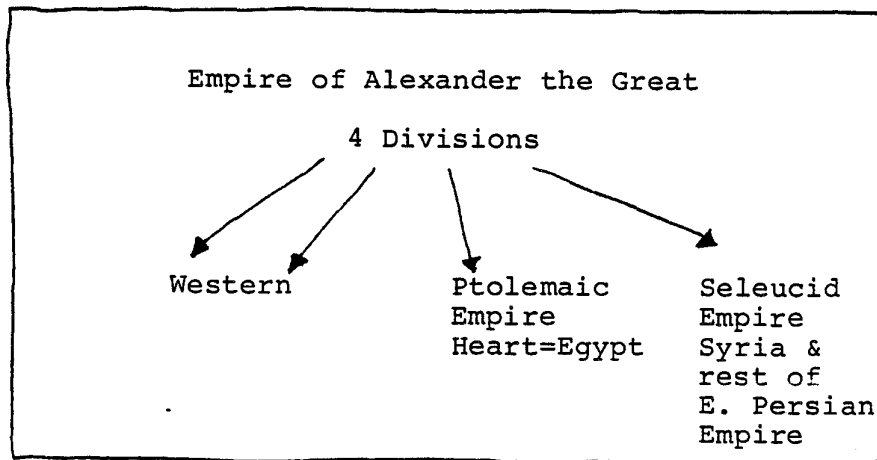 Empire of Alexander the Great
4 Divisions
Western
Ptolemaic
Empire
Heart=Egypt
Seleucid
Empire
Syria &
rest of
E. Persian
Empire